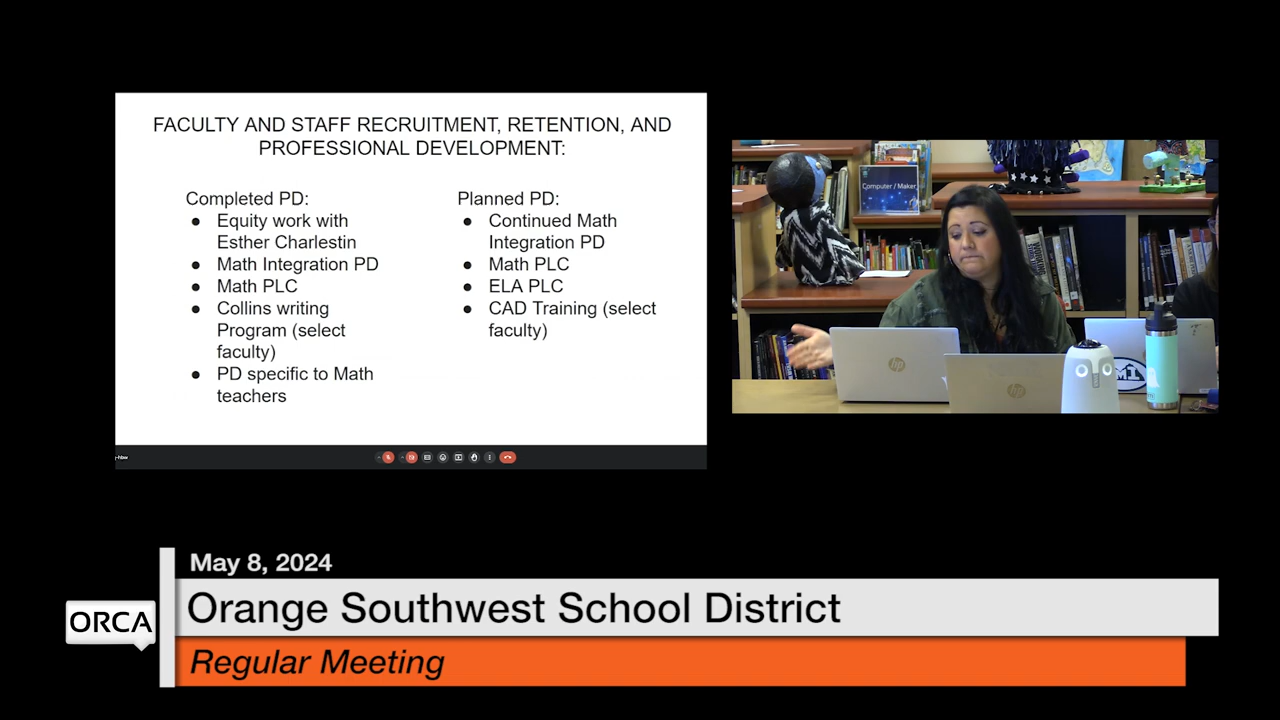 FACULTY AND STAFF RECRUITMENT, RETENTION, AND
PROFESSIONAL DEVELOPMENT:
Completed PD:
● Equity work with
Esther Charlestin
● Math Integration PD
● Math PLC
● Collins writing
Program (select
faculty)
● PD specific to Math
teachers
Planned PD:
● Continued Math
Integration PD
● Math PLC
● ELA PLC
● CAD Training (select
faculty)
Computer / Maker
hp
hp
May 8, 2024
Orange Southwest School District
ORCA
Regular Meeting